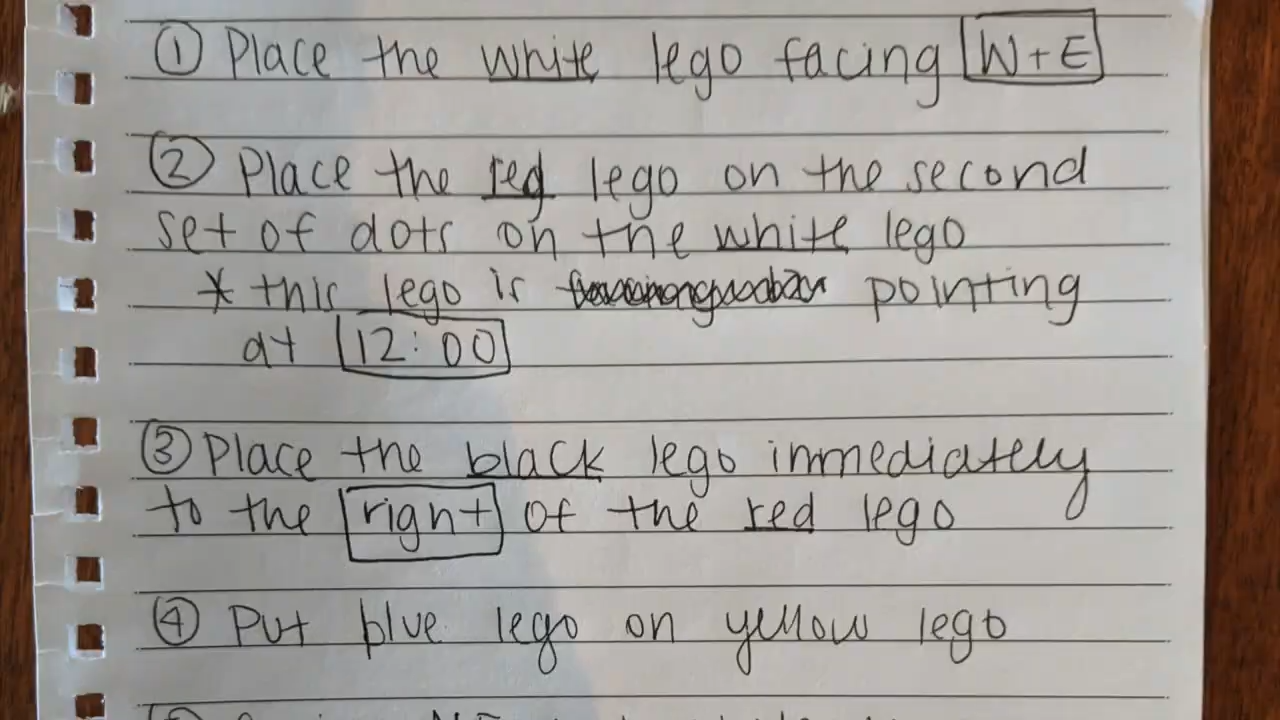 ① Place the white lego facing W+E
② Place the red lego on the second
set of dots on the white lego
* this lego is pointing
at 12:00
③ Place the black lego immediately
to the right of the red lego
④ Put blue lego on yellow lego